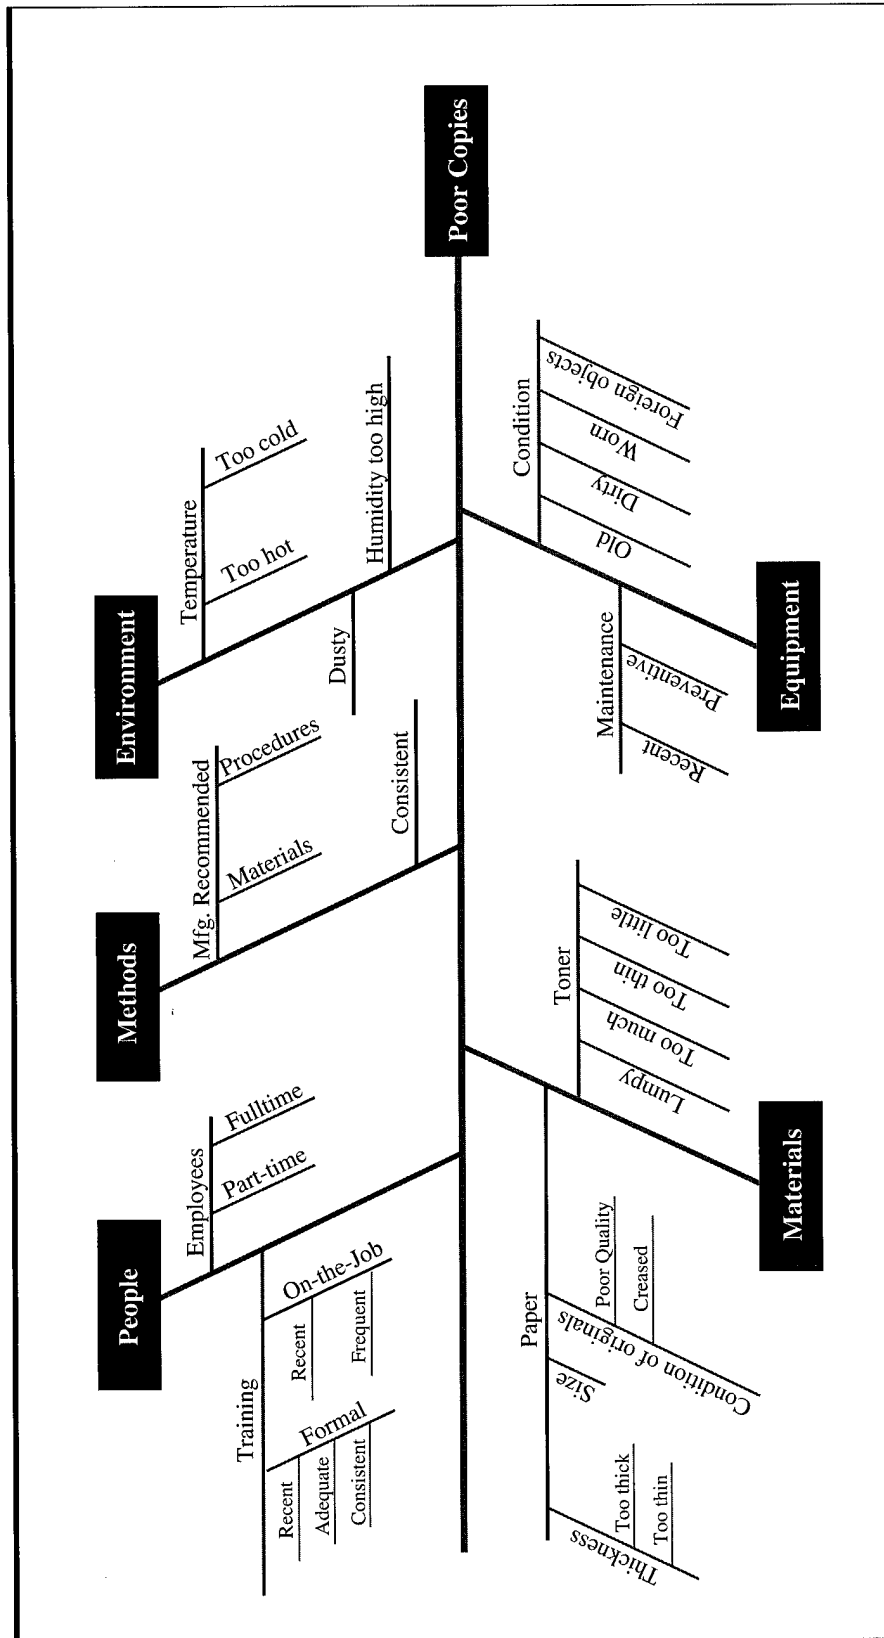 People
Methods
Environment
Employees
Part-time
Fulltime
Training
Formal
Recent
Adequate
Consistent
On-the-Job
Recent
Frequent
Mfg. Recommended
Materials
Procedures
Consistent
Temperature
Too hot
Too cold
Dusty
Humidity too high
Poor Copies
Paper
Thickness
Too thick
Too thin
Size
Condition of originals
Poor Quality
Creased
Toner
Lumpy
Too much
Too thin
Too little
Maintenance
Recent
Preventive
Condition
Old
Dirty
Worn
Foreign objects
Materials
Equipment